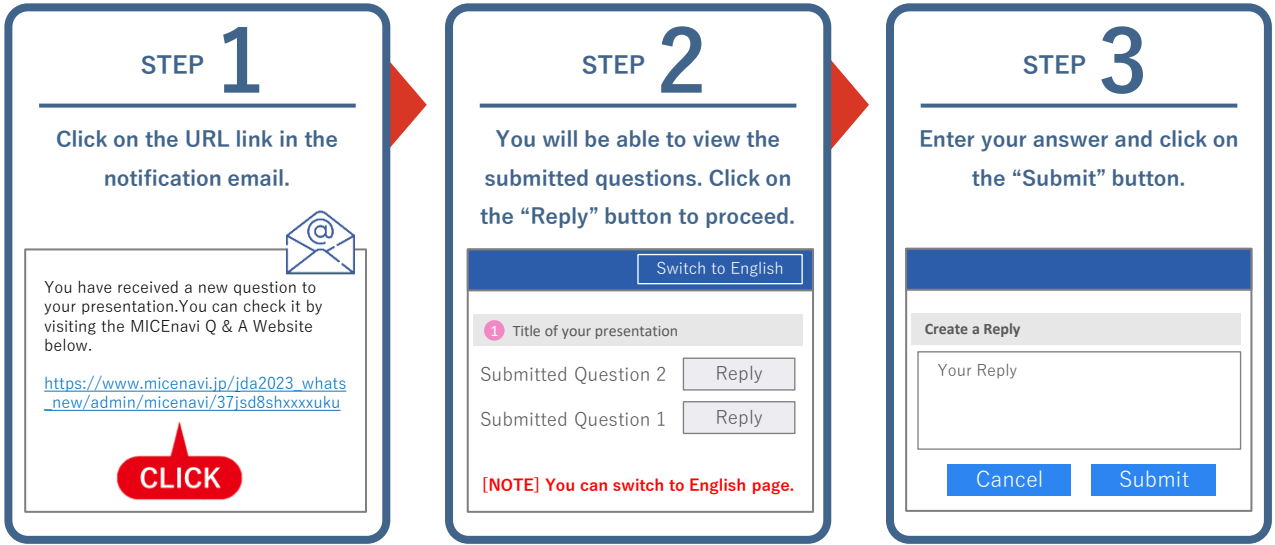 STEP 1
Click on the URL link in the
notification email.
@
You have received a new question to
your presentation.You can check it by
visiting the MICEnavi Q & A Website
below.
https://www.micenavi.jp/jda2023_whats
_new/admin/micenavi/37jsd8shxxxxuku
CLICK
STEP 2
You will be able to view the
submitted questions. Click on
the “Reply” button to proceed.
Switch to English
1 Title of your presentation
Submitted Question 2 Reply
Submitted Question 1 Reply
[NOTE] You can switch to English page.
STEP 3
Enter your answer and click on
the “Submit” button.
Create a Reply
Your Reply
Cancel Submit